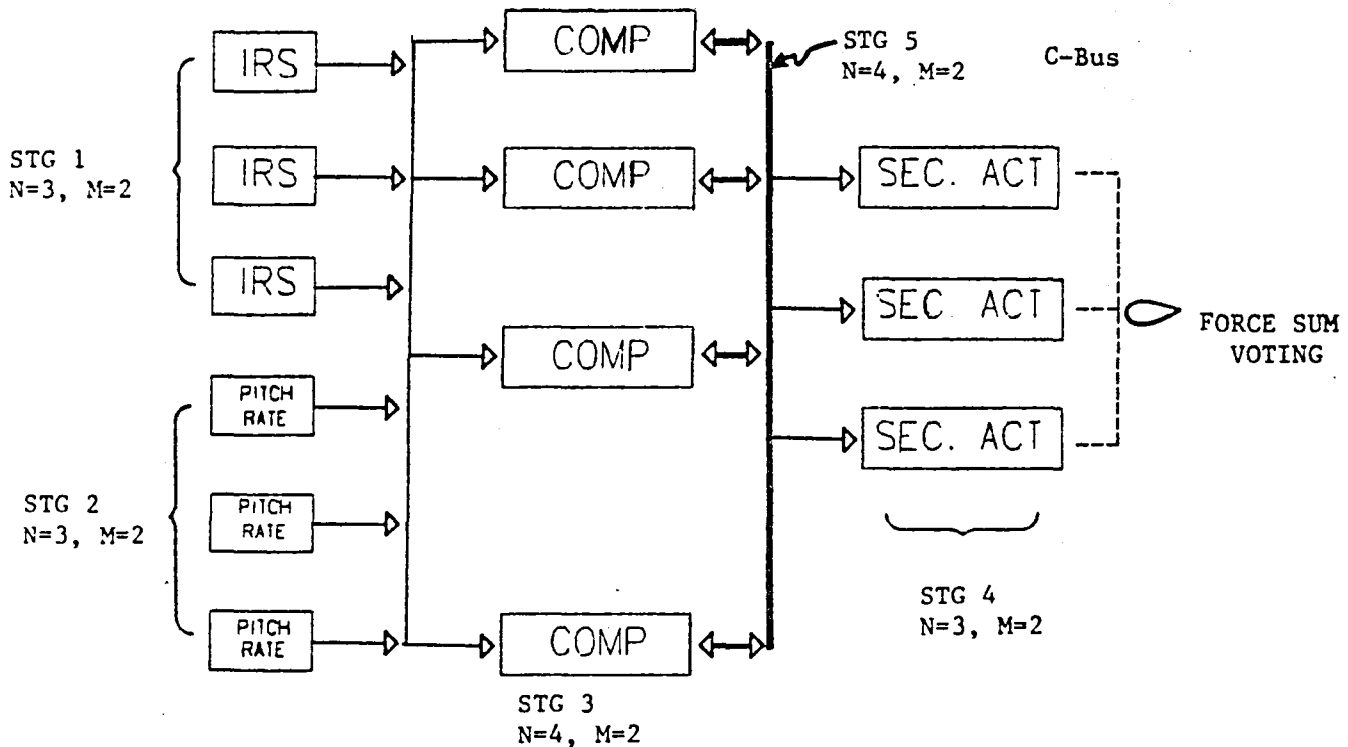 IRS
IRS
IRS
STG 1
N=3, M=2
PITCH
RATE
PITCH
RATE
PITCH
RATE
STG 2
N=3, M=2
COMP
COMP
COMP
COMP
STG 3
N=4, M=2
STG 5
N=4, M=2
C-Bus
SEC. ACT
SEC. ACT
SEC. ACT
STG 4
N=3, M=2
FORCE SUM
VOTING